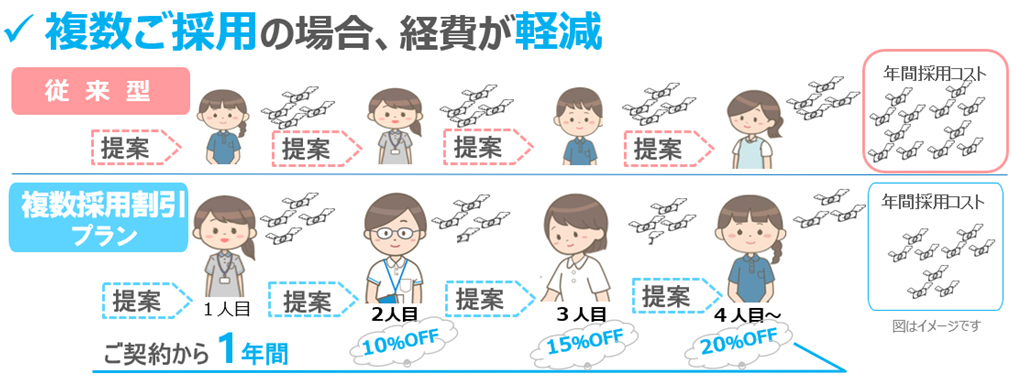 ✓ 複数ご採用の場合、経費が軽減
従来型
提案
提案
提案
提案
年間採用コスト
複数採用割引
プラン
提案
提案
提案
提案
1人目
2人目
3人目
4人目~
10%OFF
15%OFF
20%OFF
ご契約から1年間
年間採用コスト
図はイメージです